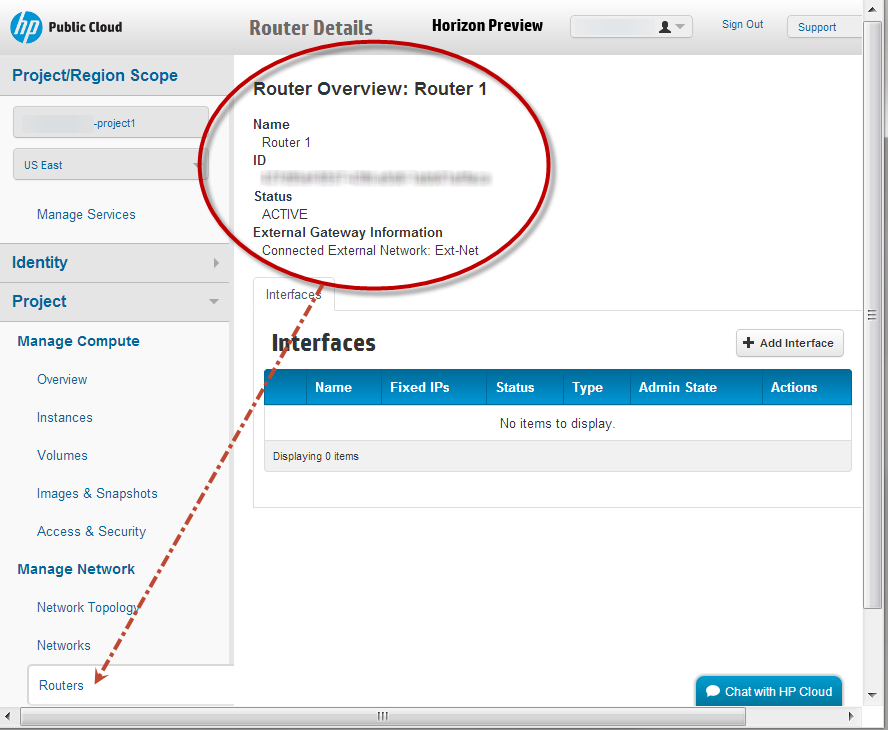 hp Public Cloud
Router Details
Horizon Preview
Sign Out
Support
Project/Region Scope
-project1
US East
Manage Services
Identity
Project
Manage Compute
Overview
Instances
Volumes
Images & Snapshots
Access & Security
Manage Network
Network Topology
Networks
Routers
Router Overview: Router 1
Name
Router 1
ID
Status
ACTIVE
External Gateway Information
Connected External Network: Ext-Net
Interfaces
Interfaces
+ Add Interface
Name Fixed IPs Status Type Admin State Actions
No items to display.
Displaying 0 items
Chat with HP Cloud